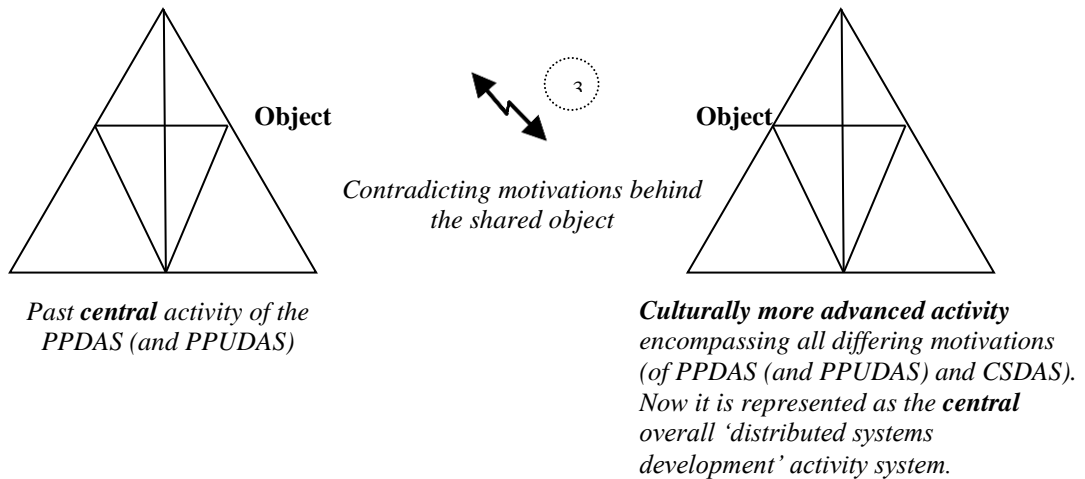 Object
3
Object
Contradicting motivations behind
the shared object
Past central activity of the
PPDAS (and PPUDAS)
Culturally more advanced activity
encompassing all differing motivations
(of PPDAS (and PPUDAS) and CSDAS).
Now it is represented as the central
overall ‘distributed systems
development’ activity system.